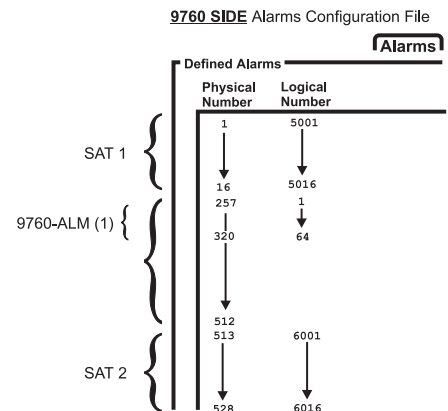 9760 SIDE Alarms Configuration File
Alarms
Defined Alarms
Physical Number
Logical Number
SAT 1
1 5001
16 5016
257 1
9760-ALM (1)
320 64
512
513 6001
SAT 2
528 6016